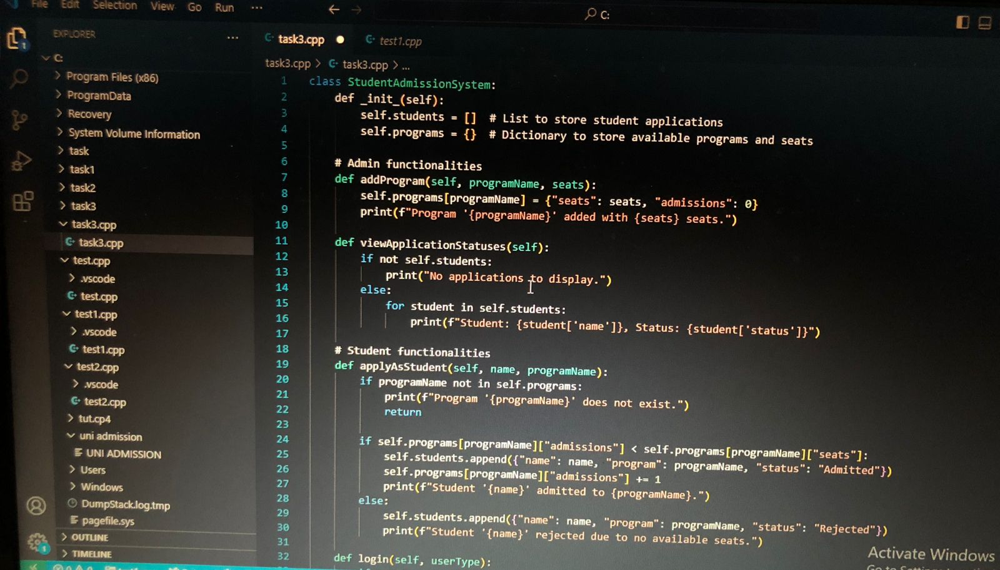 File Edit Selection View Go Run ...
C:
EXPLORER ...
C:
Program Files (x86)
ProgramData
Recovery
System Volume Information
task
task1
task2
task3
task3.cpp
task3.cpp
test.cpp
.vscode
test.cpp
test1.cpp
.vscode
test1.cpp
test2.cpp
.vscode
test2.cpp
tut.cp4
uni admission
UNI ADMISSION
Users
Windows
DumpStack.log.tmp
pagefile.sys
OUTLINE
TIMELINE
task3.cpp test1.cpp
task3.cpp > task3.cpp > ...
1 class StudentAdmissionSystem:
2 def _init_(self):
3 self.students = [] # List to store student applications
4 self.programs = {} # Dictionary to store available programs and seats
5
6 # Admin functionalities
7 def addProgram(self, programName, seats):
8 self.programs[programName] = {"seats": seats, "admissions": 0}
9 print(f"Program '{programName}' added with {seats} seats.")
10
11 def viewApplicationStatuses(self):
12 if not self.students:
13 print("No applications to display.")
14 else:
15 for student in self.students:
16 print(f"Student: {student['name']}, Status: {student['status']}")
17
18 # Student functionalities
19 def applyAsStudent(self, name, programName):
20 if programName not in self.programs:
21 print(f"Program '{programName}' does not exist.")
22 return
23
24 if self.programs[programName]["admissions"] < self.programs[programName]["seats"]:
25 self.students.append({"name": name, "program": programName, "status": "Admitted"})
26 self.programs[programName]["admissions"] += 1
27 print(f"Student '{name}' admitted to {programName}.")
28 else:
29 self.students.append({"name": name, "program": programName, "status": "Rejected"})
30 print(f"Student '{name}' rejected due to no available seats.")
31
32 def login(self, userType):
Activate Windows